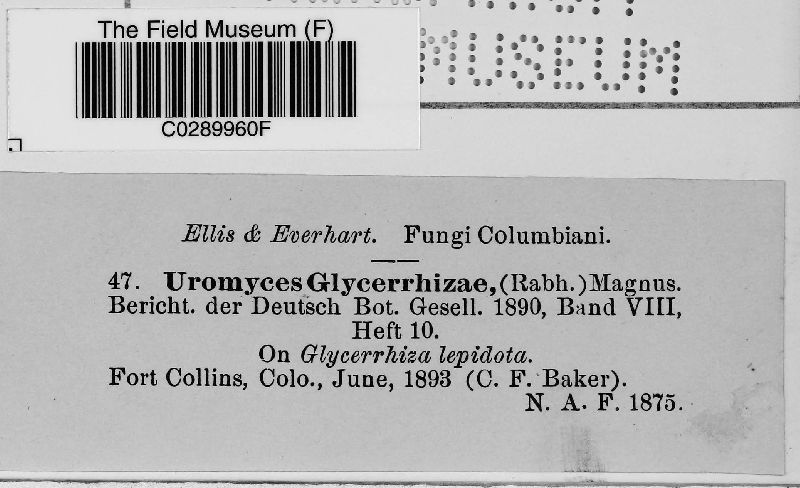 The Field Museum (F)
C0289960F
MUSEUM
Ellis & Everhart. Fungi Columbiani.
47. Uromyces Glycerrhizae, (Rabh.) Magnus.
Bericht. der Deutsch Bot. Gesell. 1890, Band VIII,
Heft 10.
On Glycerrhiza lepidota.
Fort Collins, Colo., June, 1893 (C. F. Baker).
N. A. F. 1875.